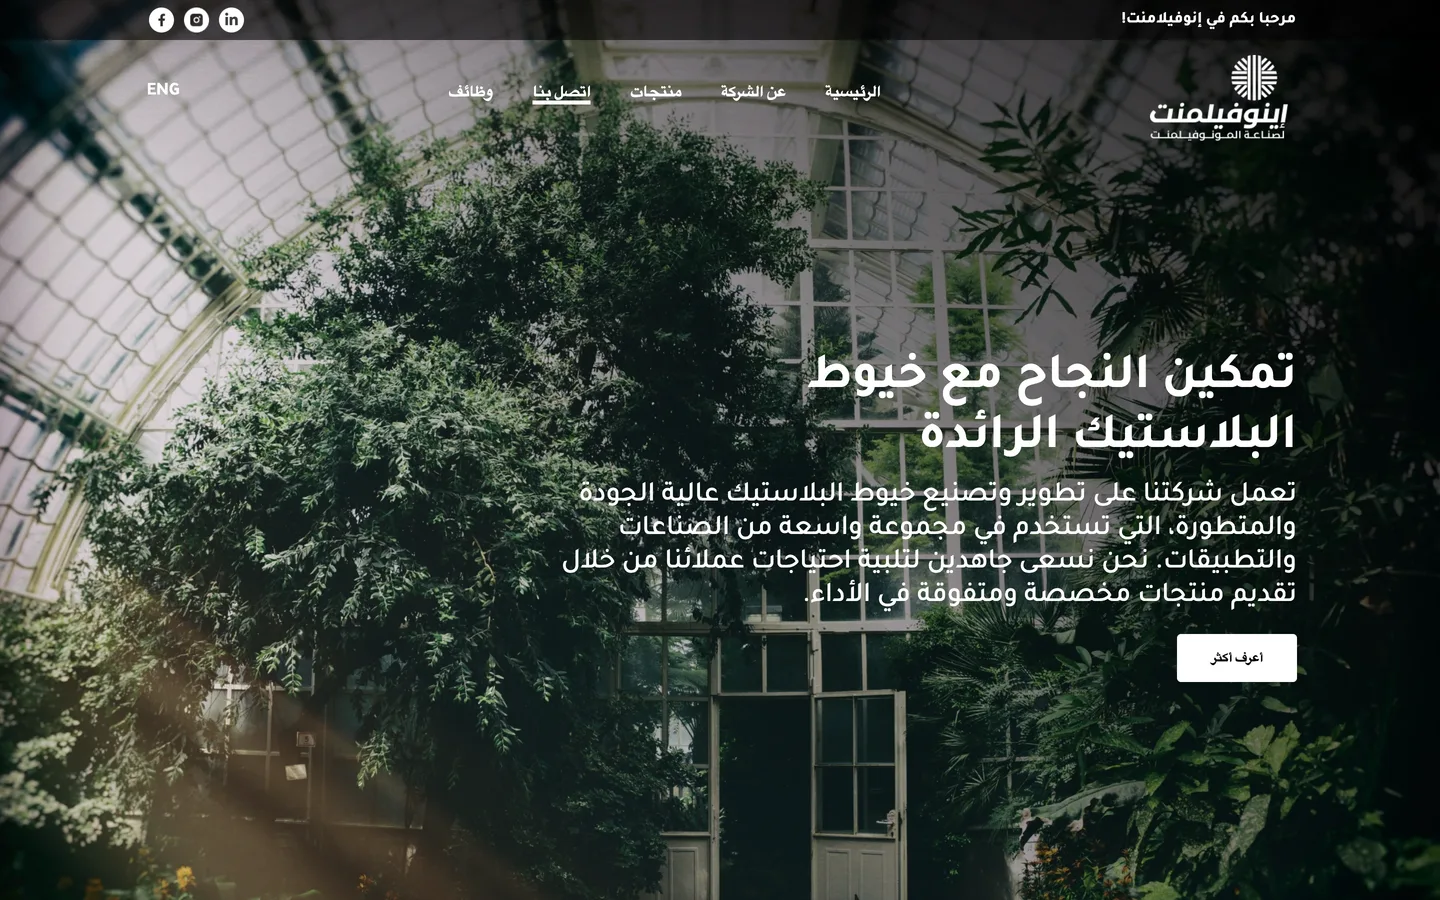 مرحبا بكم في إنوفيلامنت!
إينوفيلمنت
لصناعة المونوفيلمنت
الرئيسية
عن الشركة
منتجات
اتصل بنا
وظائف
ENG
تمكين النجاح مع خيوط
البلاستيك الرائدة
تعمل شركتنا على تطوير وتصنيع خيوط البلاستيك عالية الجودة
والمتطورة، التي تستخدم في مجموعة واسعة من الصناعات
والتطبيقات. نحن نسعى جاهدين لتلبية احتياجات عملائنا من خلال
تقديم منتجات مخصصة ومتفوقة في الأداء.
أعرف أكثر